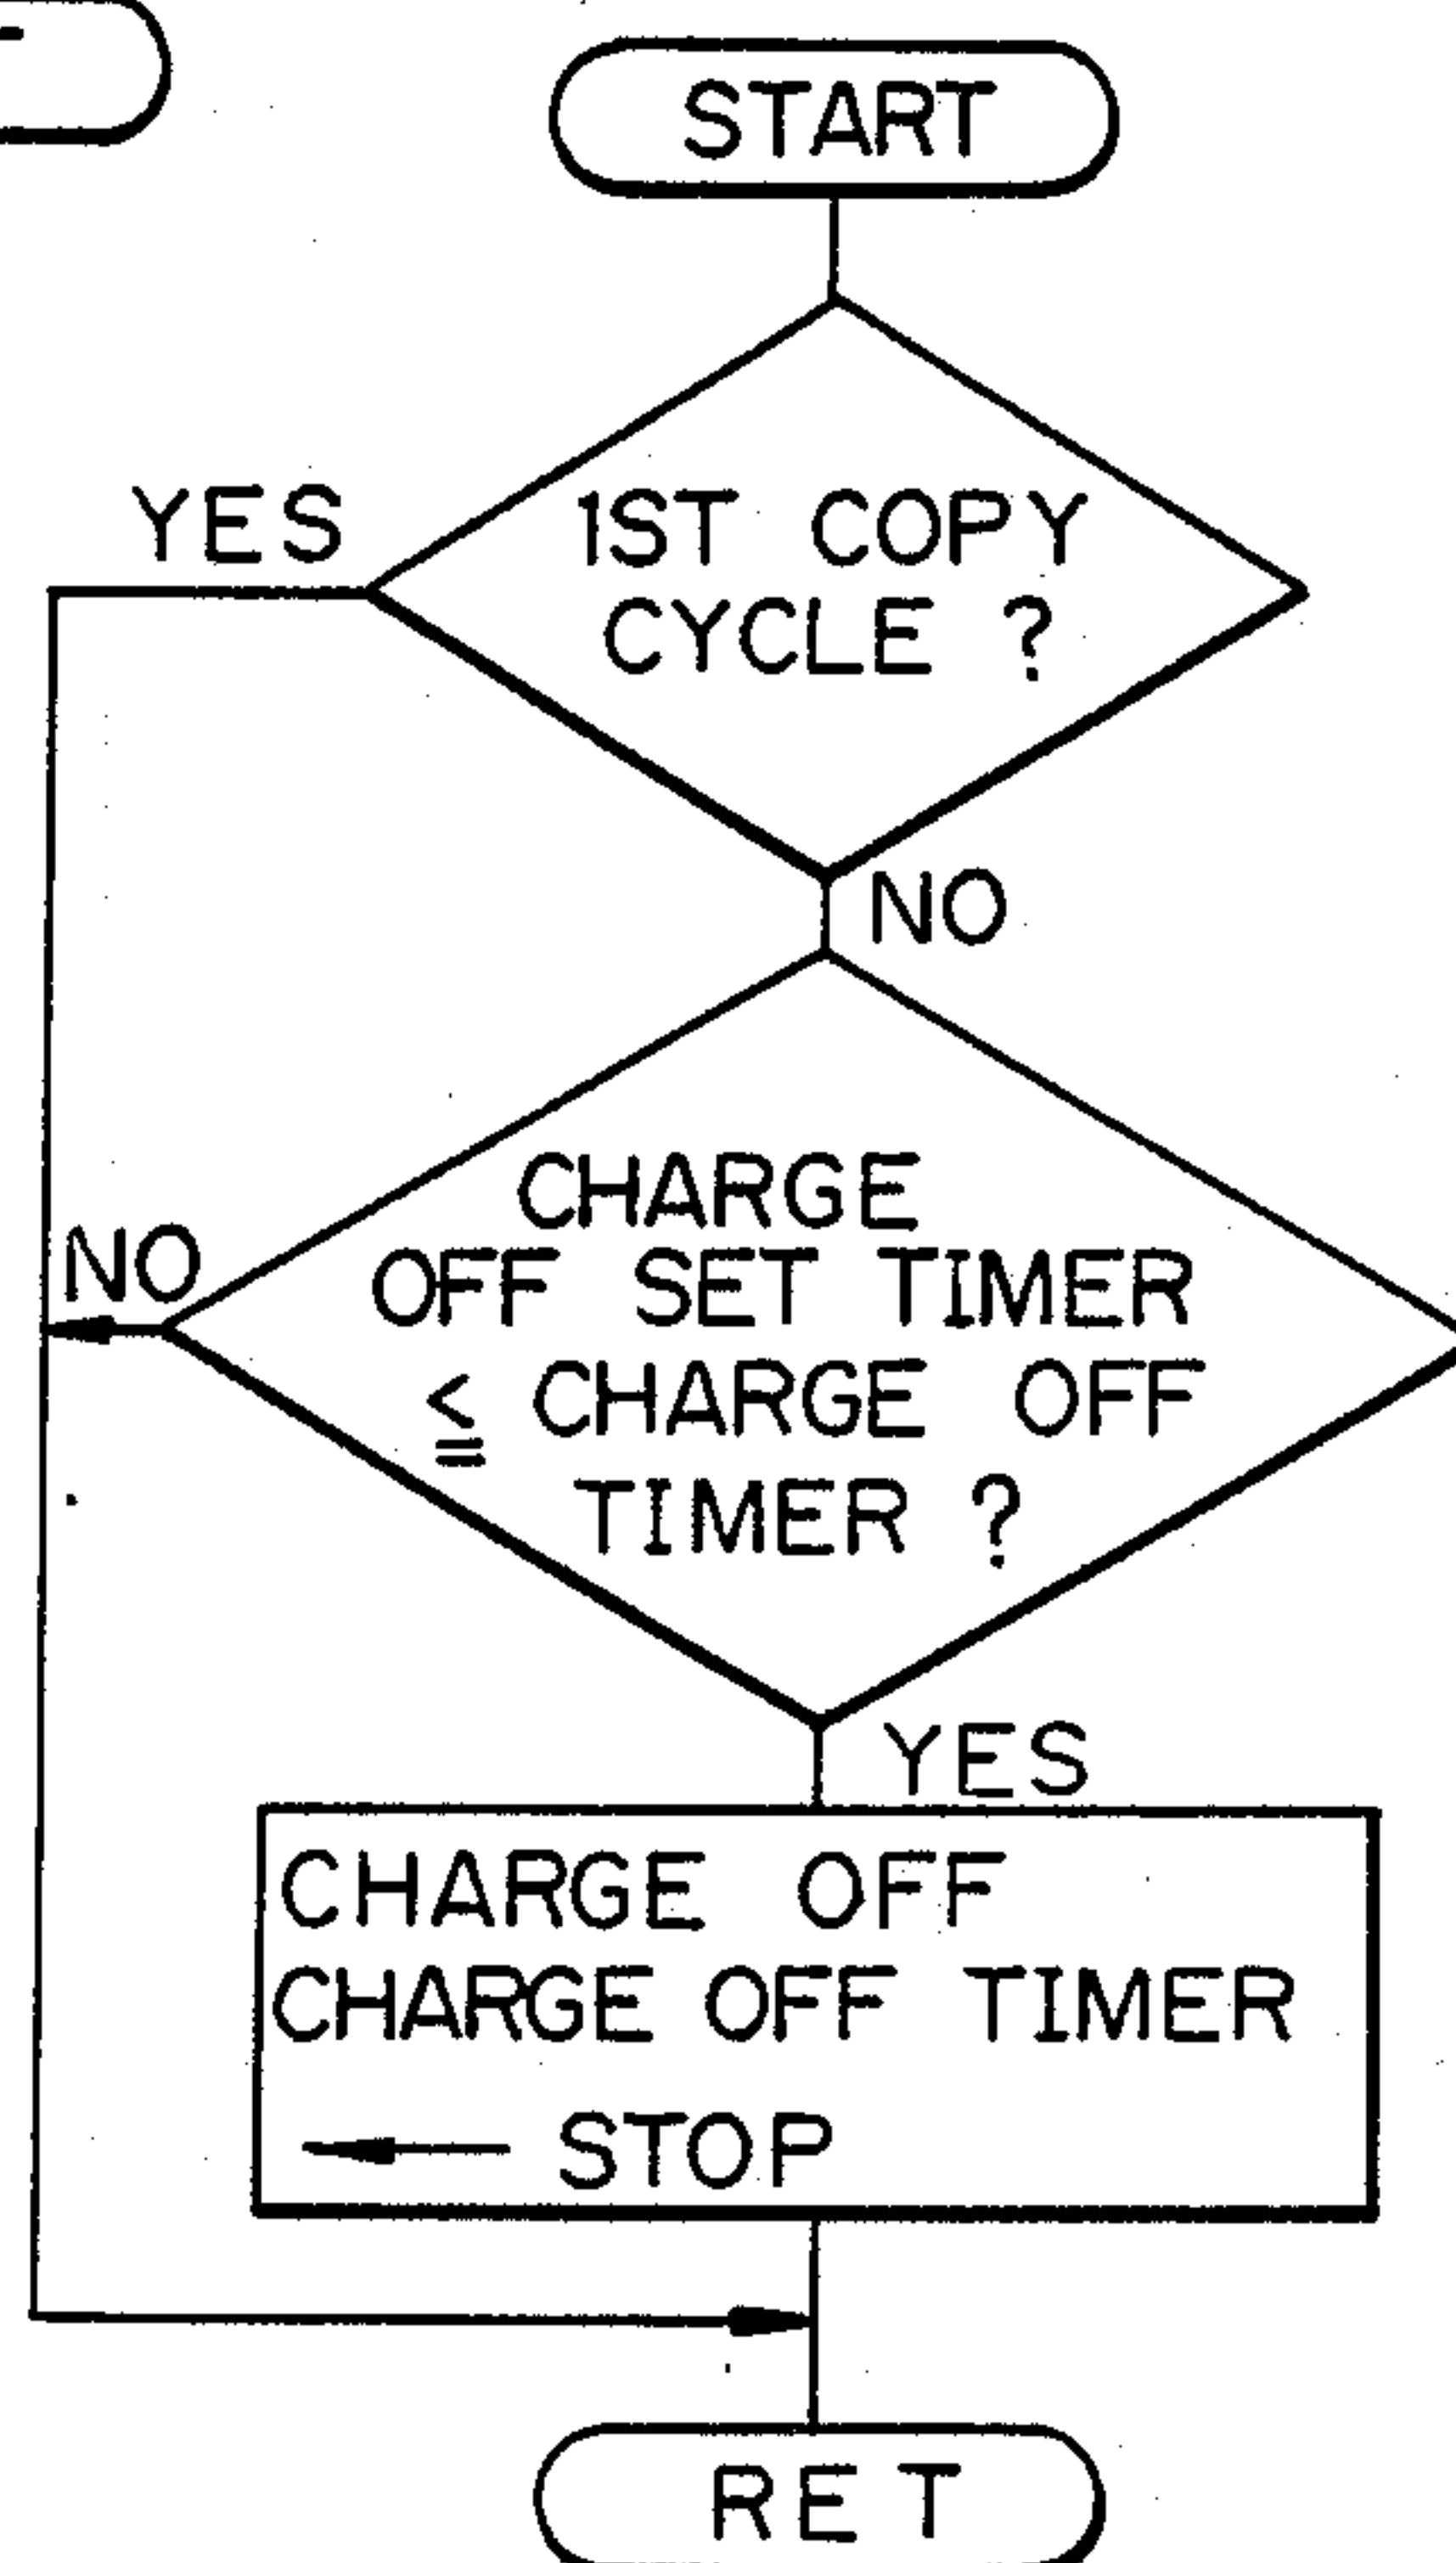 START
1ST COPY
CYCLE ?
YES
NO
CHARGE
OFF SET TIMER
≦ CHARGE OFF
TIMER ?
NO
YES
CHARGE OFF
CHARGE OFF TIMER
← STOP
RET